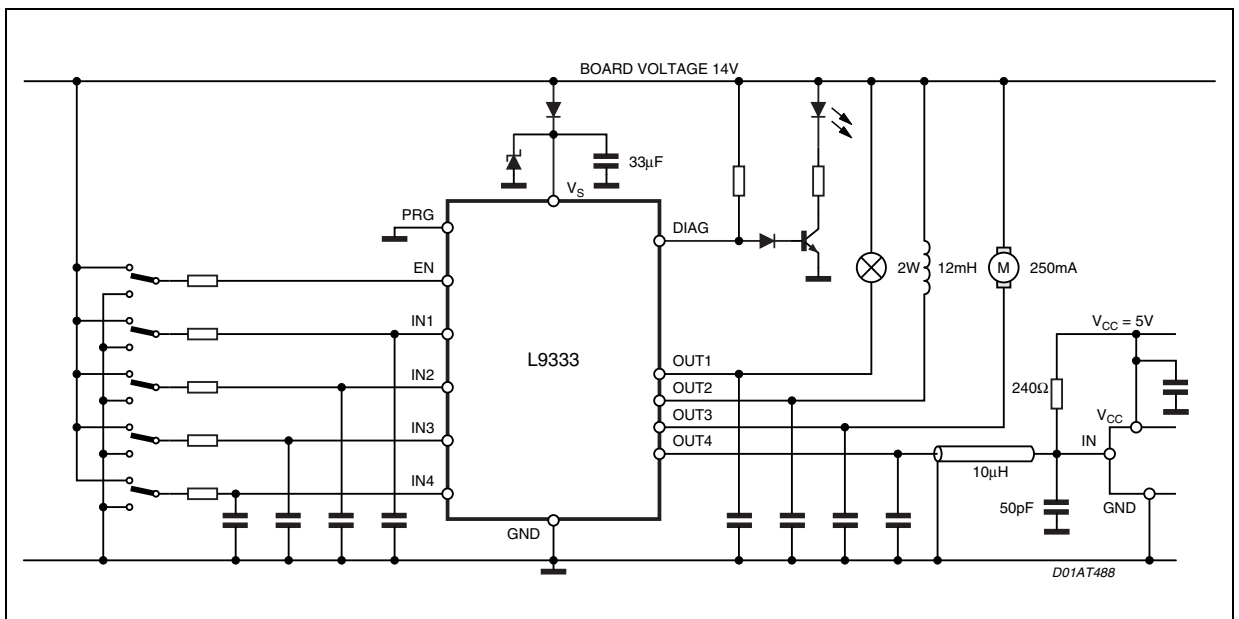 BOARD VOLTAGE 14V
33μF
V_S
PRG
DIAG
EN
2W
12mH
M
250mA
IN1
V_CC = 5V
L9333
OUT1
IN2
OUT2
240Ω
OUT3
V_CC
IN3
OUT4
IN
10μH
IN4
50pF
GND
GND
D01AT488